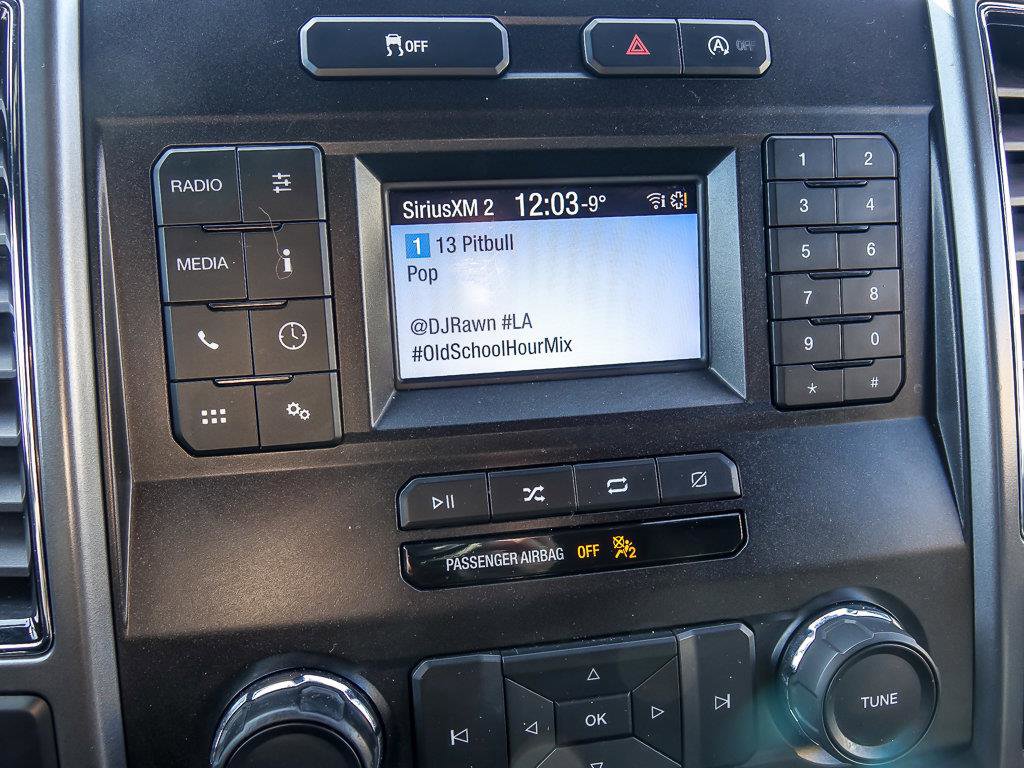 OFF
A OFF
RADIO
MEDIA
i
SiriusXM 2 12:03 -9° i
1 13 Pitbull
Pop
@DJRawn #LA
#OldSchoolHourMix
1 2
3 4
5 6
7 8
9 0
* #
PASSENGER AIRBAG OFF 2
OK
TUNE